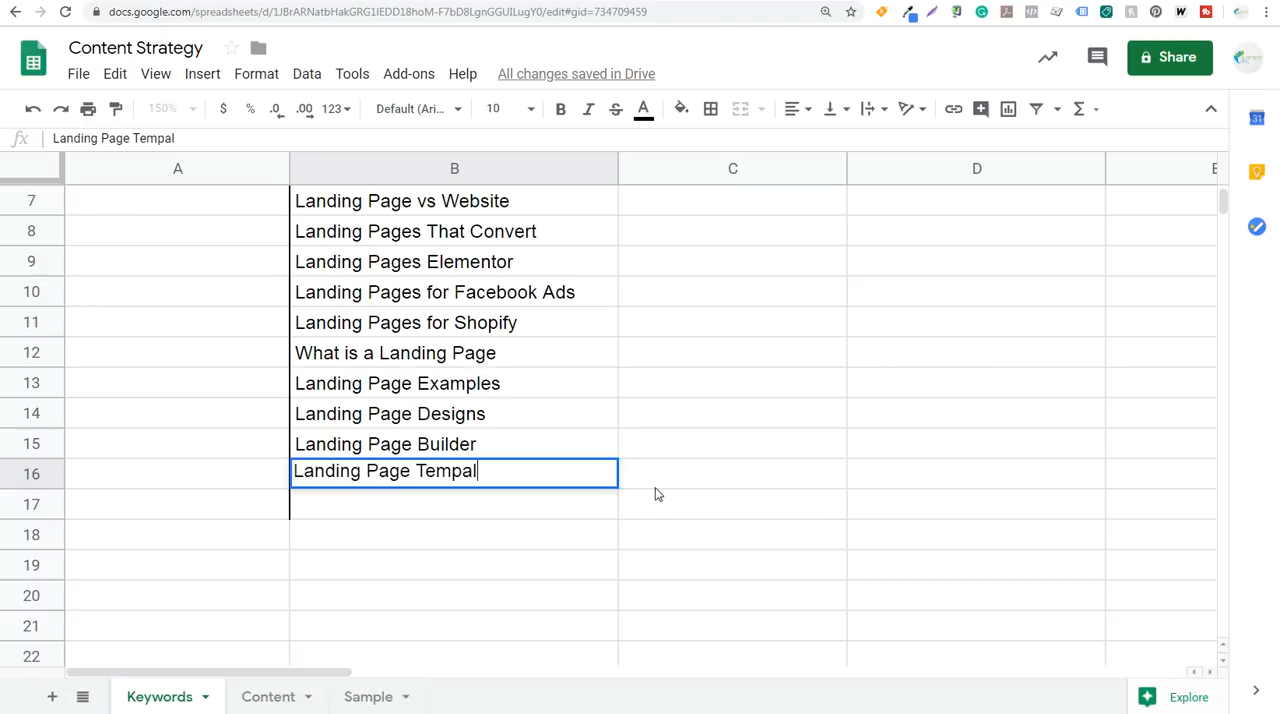 docs.google.com/spreadsheets/d/1JBrARNatbHakGRG1IEDD18hoM-F7bD8LgnGGUILugY0/edit#gid=734709459
Content Strategy
File Edit View Insert Format Data Tools Add-ons Help All changes saved in Drive
Share
150% $ % .0 .00 123 Default (Ari... 10 B I S A
fx Landing Page Tempal
A B C D E
7 Landing Page vs Website
8 Landing Pages That Convert
9 Landing Pages Elementor
10 Landing Pages for Facebook Ads
11 Landing Pages for Shopify
12 What is a Landing Page
13 Landing Page Examples
14 Landing Page Designs
15 Landing Page Builder
16 Landing Page Tempal
17
18
19
20
21
22
Keywords Content Sample Explore